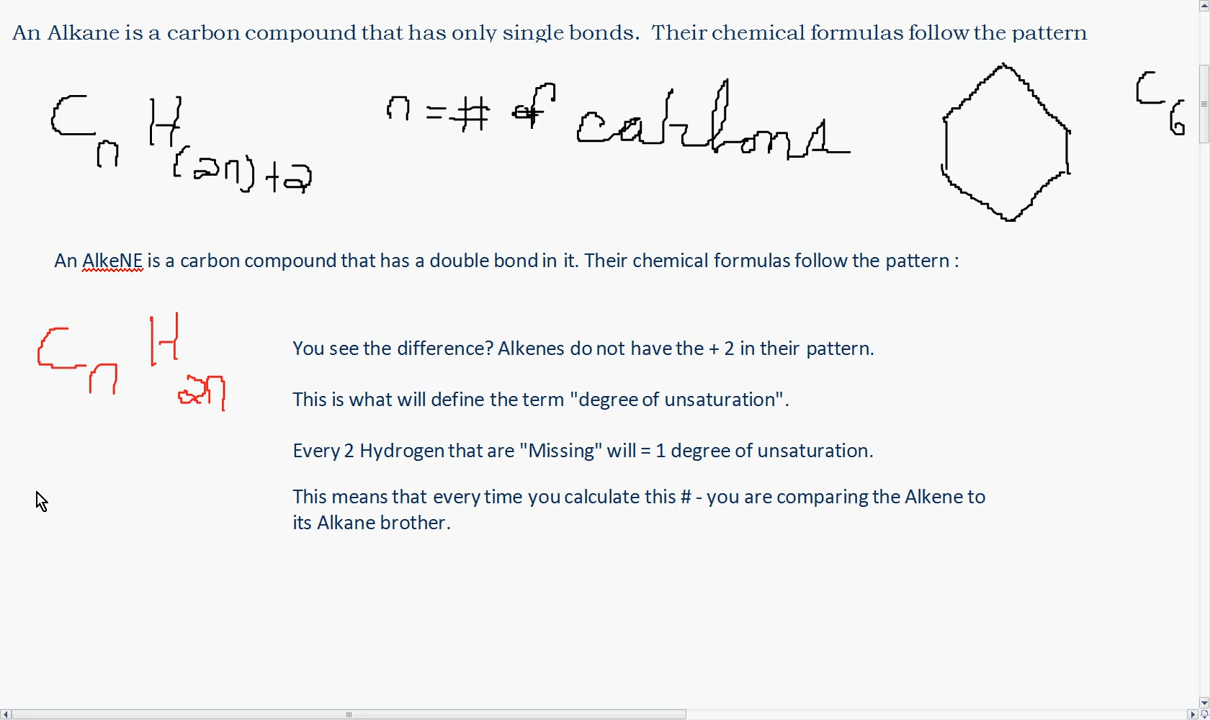 An Alkane is a carbon compound that has only single bonds. Their chemical formulas follow the pattern
Cn H(2n)+2 n = # of carbons C6
An AlkeNE is a carbon compound that has a double bond in it. Their chemical formulas follow the pattern :
Cn H2n
You see the difference? Alkenes do not have the + 2 in their pattern.
This is what will define the term "degree of unsaturation".
Every 2 Hydrogen that are "Missing" will = 1 degree of unsaturation.
This means that every time you calculate this # - you are comparing the Alkene to
its Alkane brother.